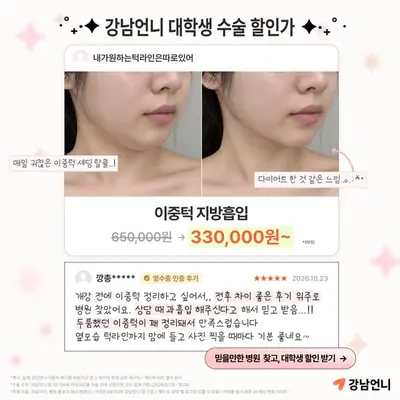 강남언니 대학생 수술 할인가
내가원하는턱라인은따로있어
매일 귀찮은 이중턱 셰딩 탈출..!
다이어트 한 것 같은 느낌
이중턱 지방흡입
650,000원 → 330,000원~
깡총***** 영수증 인증 후기 ★★★★★ 2026.10.23
개강 전에 이중턱 정리하고 싶어서,, 전후 차이 좋은 후기 위주로
병원 찾았어요. 상담 때 과흡입 해주신다고 해서 믿고 받음...!!
두툼했던 이중턱이 꽤 정리돼서 만족스럽습니다
옆모습 턱라인까지 맘에 들고 사진 찍을 때마다 기분 좋네요~
믿을만한 병원 찾고, 대학생 할인 받기 →
강남언니